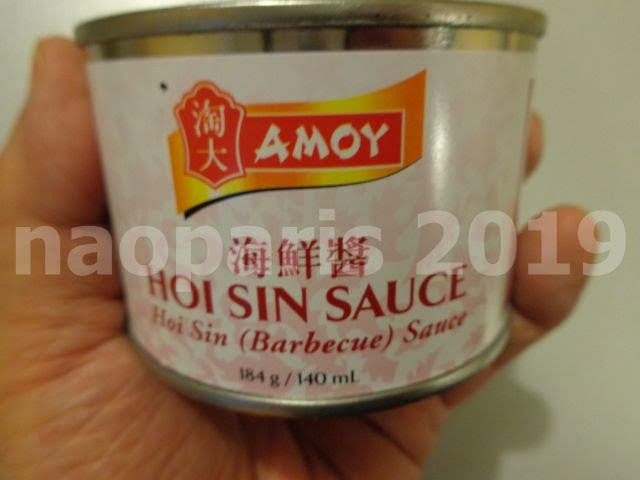 淘大
AMOY
naoparis 2019
海鮮醬
HOI SIN SAUCE
Hoi Sin (Barbecue) Sauce
184 g / 140 mL